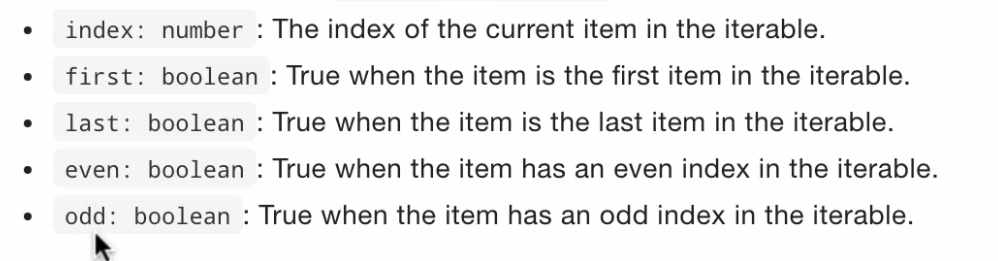 • index: number : The index of the current item in the iterable.
• first: boolean : True when the item is the first item in the iterable.
• last: boolean : True when the item is the last item in the iterable.
• even: boolean : True when the item has an even index in the iterable.
• odd: boolean : True when the item has an odd index in the iterable.